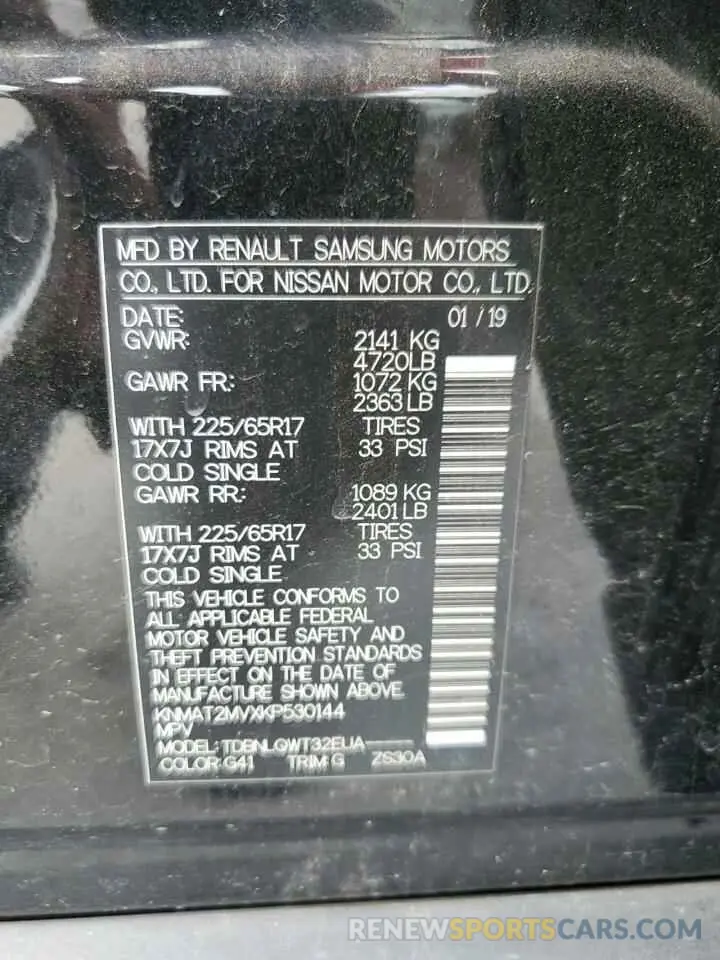 MFD BY RENAULT SAMSUNG MOTORS
CO., LTD. FOR NISSAN MOTOR CO., LTD.
DATE: 01 / 19
GVWR: 2141 KG
4720LB
GAWR FR.: 1072 KG
2363 LB
WITH 225/65R17 TIRES
17X7J RIMS AT 33 PSI
COLD SINGLE
GAWR RR.: 1089 KG
2401 LB
WITH 225/65R17 TIRES
17X7J RIMS AT 33 PSI
COLD SINGLE
THIS VEHICLE CONFORMS TO
ALL APPLICABLE FEDERAL
MOTOR VEHICLE SAFETY AND
THEFT PREVENTION STANDARDS
IN EFFECT ON THE DATE OF
MANUFACTURE SHOWN ABOVE.
KNMAT2MVXKP530144
MPV
MODEL: TDBNLQWT32EUA
COLOR: G41 TRIM: G ZS30A
RENEWSPORTSCARS.COM